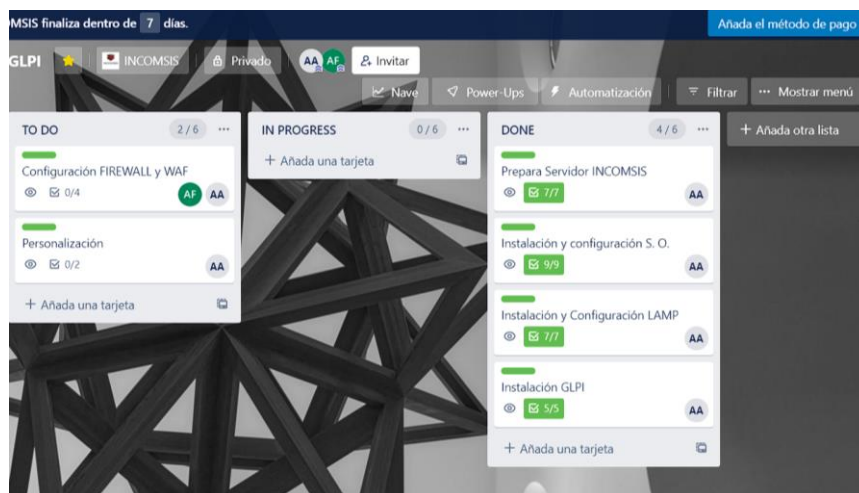 OMSIS finaliza dentro de 7 días.
Añada el método de pago
GLPI INCOMSIS Privado AA AF Invitar
Nave Power-Ups Automatización Filtrar ... Mostrar menú
TO DO 2 / 6 ...
Configuración FIREWALL y WAF
0/4 AF AA
Personalización
0/2 AA
+ Añada una tarjeta
IN PROGRESS 0 / 6 ...
+ Añada una tarjeta
DONE 4 / 6 ...
Prepara Servidor INCOMSIS
7/7 AA
Instalación y configuración S. O.
9/9 AA
Instalación y Configuración LAMP
7/7 AA
Instalación GLPI
5/5 AA
+ Añada una tarjeta
+ Añada otra lista